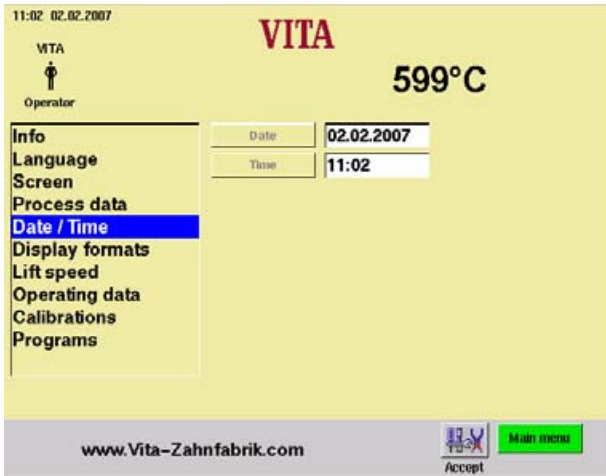 11:02 02.02.2007
VITA
VITA
599°C
Operator
Info
Language
Screen
Process data
Date / Time
Display formats
Lift speed
Operating data
Calibrations
Programs
Date 02.02.2007
Time 11:02
www.Vita-Zahnfabrik.com
Accept
Main menu